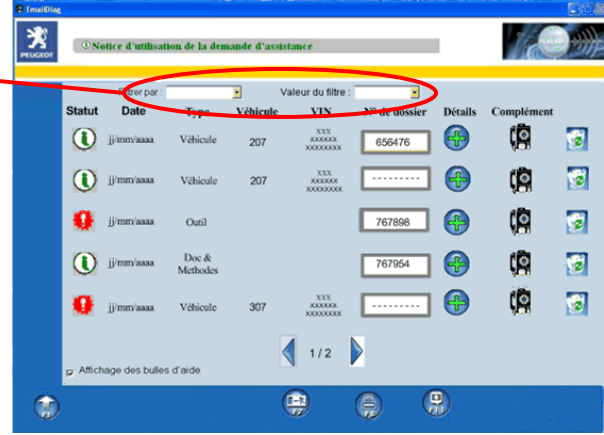 EmailDiag
PEUGEOT
Notice d'utilisation de la demande d'assistance
Filtrer par :
Valeur du filtre :
Statut Date Type Véhicule VIN N° de dossier Détails Complément
jj/mm/aaaa Véhicule 207 xxx xxxxxx xxxxxxxx 656476
jj/mm/aaaa Véhicule 207 xxx xxxxxx xxxxxxxx ---------
jj/mm/aaaa Outil 767898
jj/mm/aaaa Doc & Methodes 767954
jj/mm/aaaa Véhicule 307 xxx xxxxxx xxxxxxxx ---------
1 / 2
Affichage des bulles d'aide